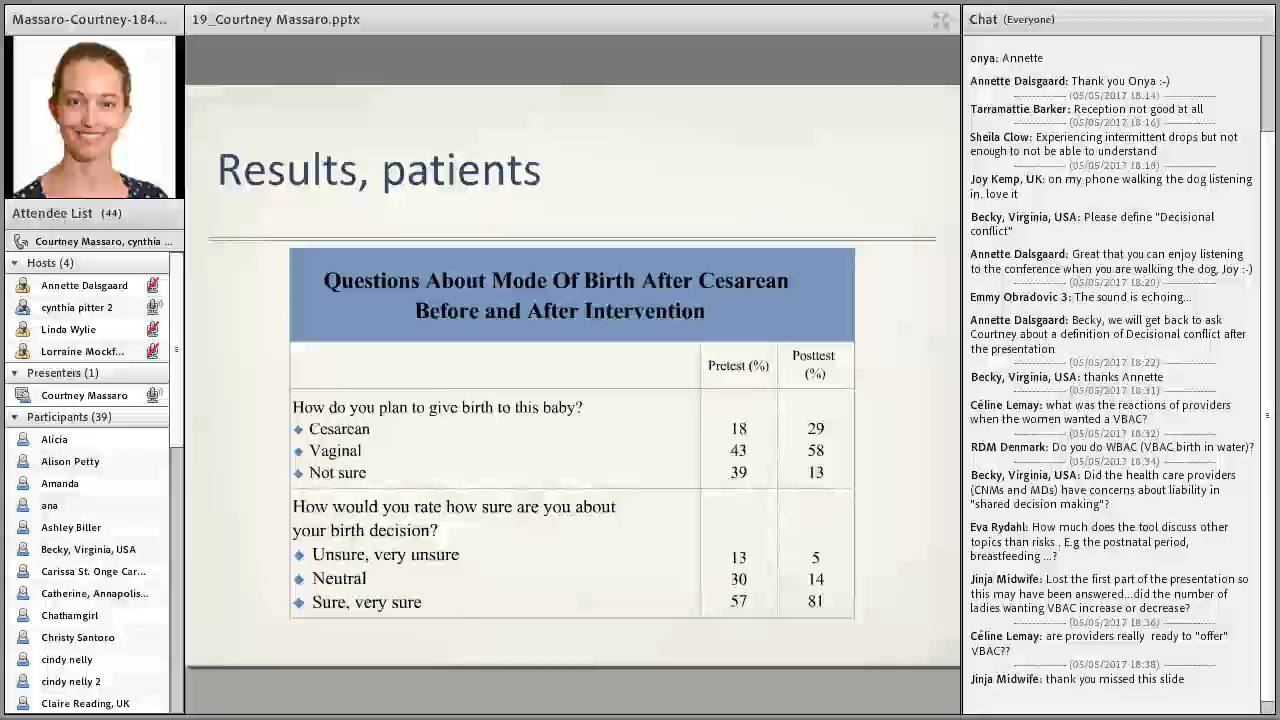 Massaro-Courtney-184...
Attendee List (44)
Courtney Massaro, cynthia ...
Hosts (4)
Annette Dalsgaard
cynthia pitter 2
Linda Wylie
Lorraine Mockf...
Presenters (1)
Courtney Massaro
Participants (39)
Alicia
Alison Petty
Amanda
ana
Ashley Biller
Becky, Virginia, USA
Carissa St. Onge Car...
Catherine, Annapolis...
Chathamgirl
Christy Santoro
cindy nelly
cindy nelly 2
Claire Reading, UK
19_Courtney Massaro.pptx
Results, patients
Questions About Mode Of Birth After Cesarean
Before and After Intervention
Pretest (%) Posttest
(%)
How do you plan to give birth to this baby?
Cesarean 18 29
Vaginal 43 58
Not sure 39 13
How would you rate how sure are you about
your birth decision?
Unsure, very unsure 13 5
Neutral 30 14
Sure, very sure 57 81
Chat (Everyone)
onya: Annette
Annette Dalsgaard: Thank you Onya :-)
(05/05/2017 18:14)
Tarramattie Barker: Reception not good at all
(05/05/2017 18:16)
Sheila Clow: Experiencing intermittent drops but not
enough to not be able to understand
(05/05/2017 18:18)
Joy Kemp, UK: on my phone walking the dog listening
in. love it
Becky, Virginia, USA: Please define "Decisional
conflict"
Annette Dalsgaard: Great that you can enjoy listening
to the conference when you are walking the dog, Joy :-)
(05/05/2017 18:20)
Emmy Obradovic 3: The sound is echoing...
Annette Dalsgaard: Becky, we will get back to ask
Courtney about a definition of Decisional conflict after
the presentation
(05/05/2017 18:22)
Becky, Virginia, USA: thanks Annette
(05/05/2017 18:31)
Céline Lemay: what was the reactions of providers
when the women wanted a VBAC?
(05/05/2017 18:32)
RDM Denmark: Do you do WBAC (VBAC birth in water)?
(05/05/2017 18:34)
Becky, Virginia, USA: Did the health care providers
(CNMs and MDs) have concerns about liability in
"shared decision making"?
Eva Rydahl: How much does the tool discuss other
topics than risks . E.g the postnatal period,
breastfeeding ...?
Jinja Midwife: Lost the first part of the presentation so
this may have been answered...did the number of
ladies wanting VBAC increase or decrease?
(05/05/2017 18:36)
Céline Lemay: are providers really ready to "offer"
VBAC??
(05/05/2017 18:38)
Jinja Midwife: thank you missed this slide